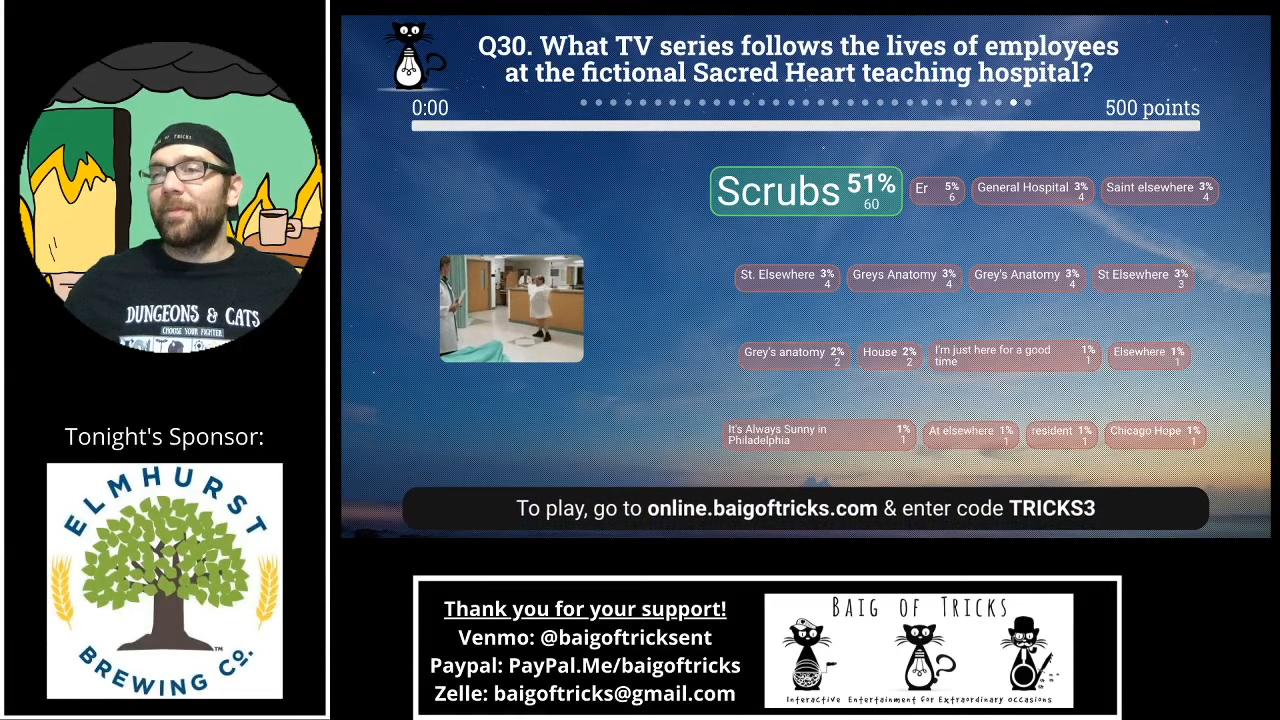 Q30. What TV series follows the lives of employees
at the fictional Sacred Heart teaching hospital?
0:00
500 points
Scrubs 51% 60
Er 5% 6
General Hospital 3% 4
Saint elsewhere 3% 4
St. Elsewhere 3% 4
Greys Anatomy 3% 4
Grey's Anatomy 3% 4
St Elsewhere 3% 3
Grey's anatomy 2% 2
House 2% 2
I'm just here for a good
time 1% 1
Elsewhere 1% 1
It's Always Sunny in
Philadelphia 1% 1
At elsewhere 1% 1
resident 1% 1
Chicago Hope 1% 1
To play, go to online.baigoftricks.com & enter code TRICKS3
OF TRICKS
DUNGEONS & CATS
CHOOSE YOUR FIGHTER
Tonight's Sponsor:
ELMHURST
BREWING CO.
TM
Thank you for your support!
Venmo: @baigoftricksent
Paypal: PayPal.Me/baigoftricks
Zelle: baigoftricks@gmail.com
BAIG OF TRICKS
Interactive Entertainment for Extraordinary occasions